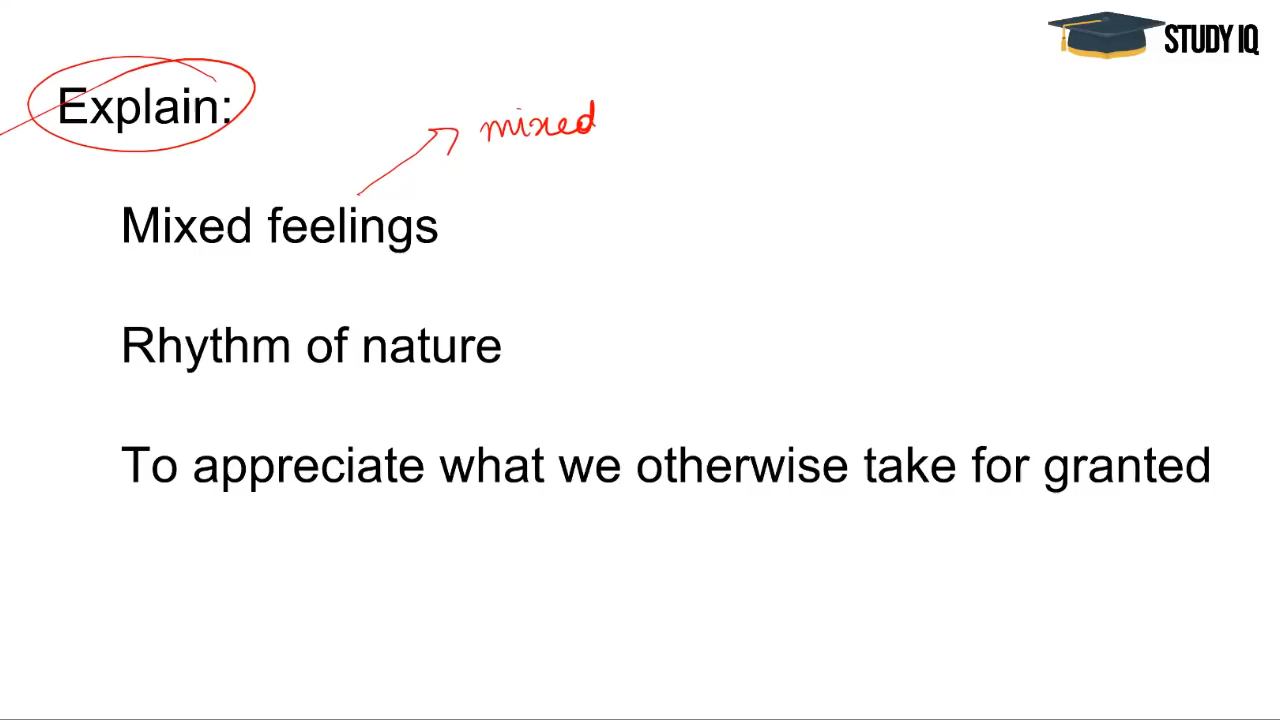 STUDY IQ
Explain:
mixed
Mixed feelings
Rhythm of nature
To appreciate what we otherwise take for granted